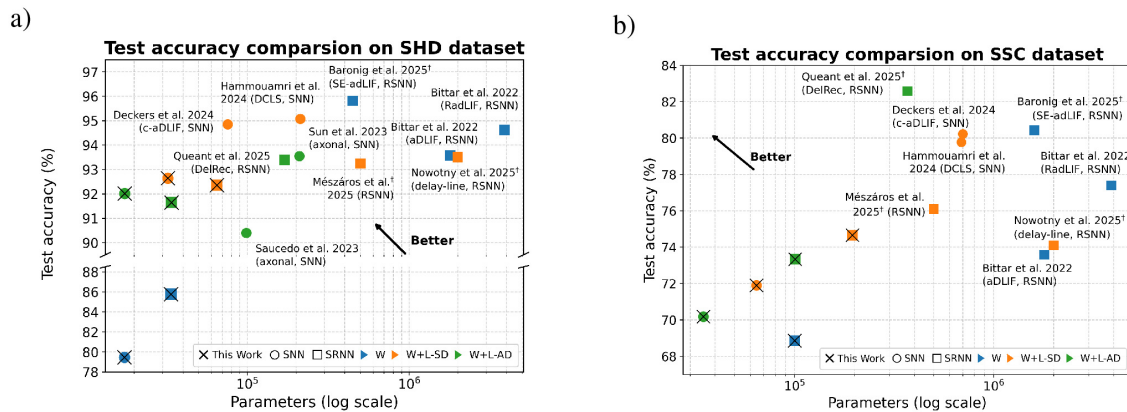 a)
Test accuracy comparsion on SHD dataset
Test accuracy (%)
97
96
95
94
93
92
91
90
86
84
82
80
78
Baronig et al. 2025†
(SE-adLIF, RSNN)
Hammouamri et al.
2024 (DCLS, SNN)
Bittar et al. 2022
(RadLIF, RSNN)
Deckers et al. 2024
(c-aDLIF, SNN)
Sun et al. 2023
(axonal, SNN)
Bittar et al. 2022
(aDLIF, RSNN)
Queant et al. 2025
(DelRec, RSNN)
Mészáros et al.†
2025 (RSNN)
Nowotny et al. 2025†
(delay-line, RSNN)
Saucedo et al. 2023
(axonal, SNN)
Better
This Work SNN SRNN W W+L-SD W+L-AD
10⁵
10⁶
Parameters (log scale)
b)
Test accuracy comparsion on SSC dataset
Test accuracy (%)
84
82
80
78
76
74
72
70
68
Queant et al. 2025†
(DelRec, RSNN)
Deckers et al. 2024
(c-aDLIF, SNN)
Baronig et al. 2025†
(SE-adLIF, RSNN)
Better
Hammouamri et al.
2024 (DCLS, SNN)
Bittar et al. 2022
(RadLIF, RSNN)
Mészáros et al.
2025† (RSNN)
Nowotny et al. 2025†
(delay-line, RSNN)
Bittar et al. 2022
(aDLIF, RSNN)
This Work SNN SRNN W W+L-SD W+L-AD
10⁵
10⁶
Parameters (log scale)